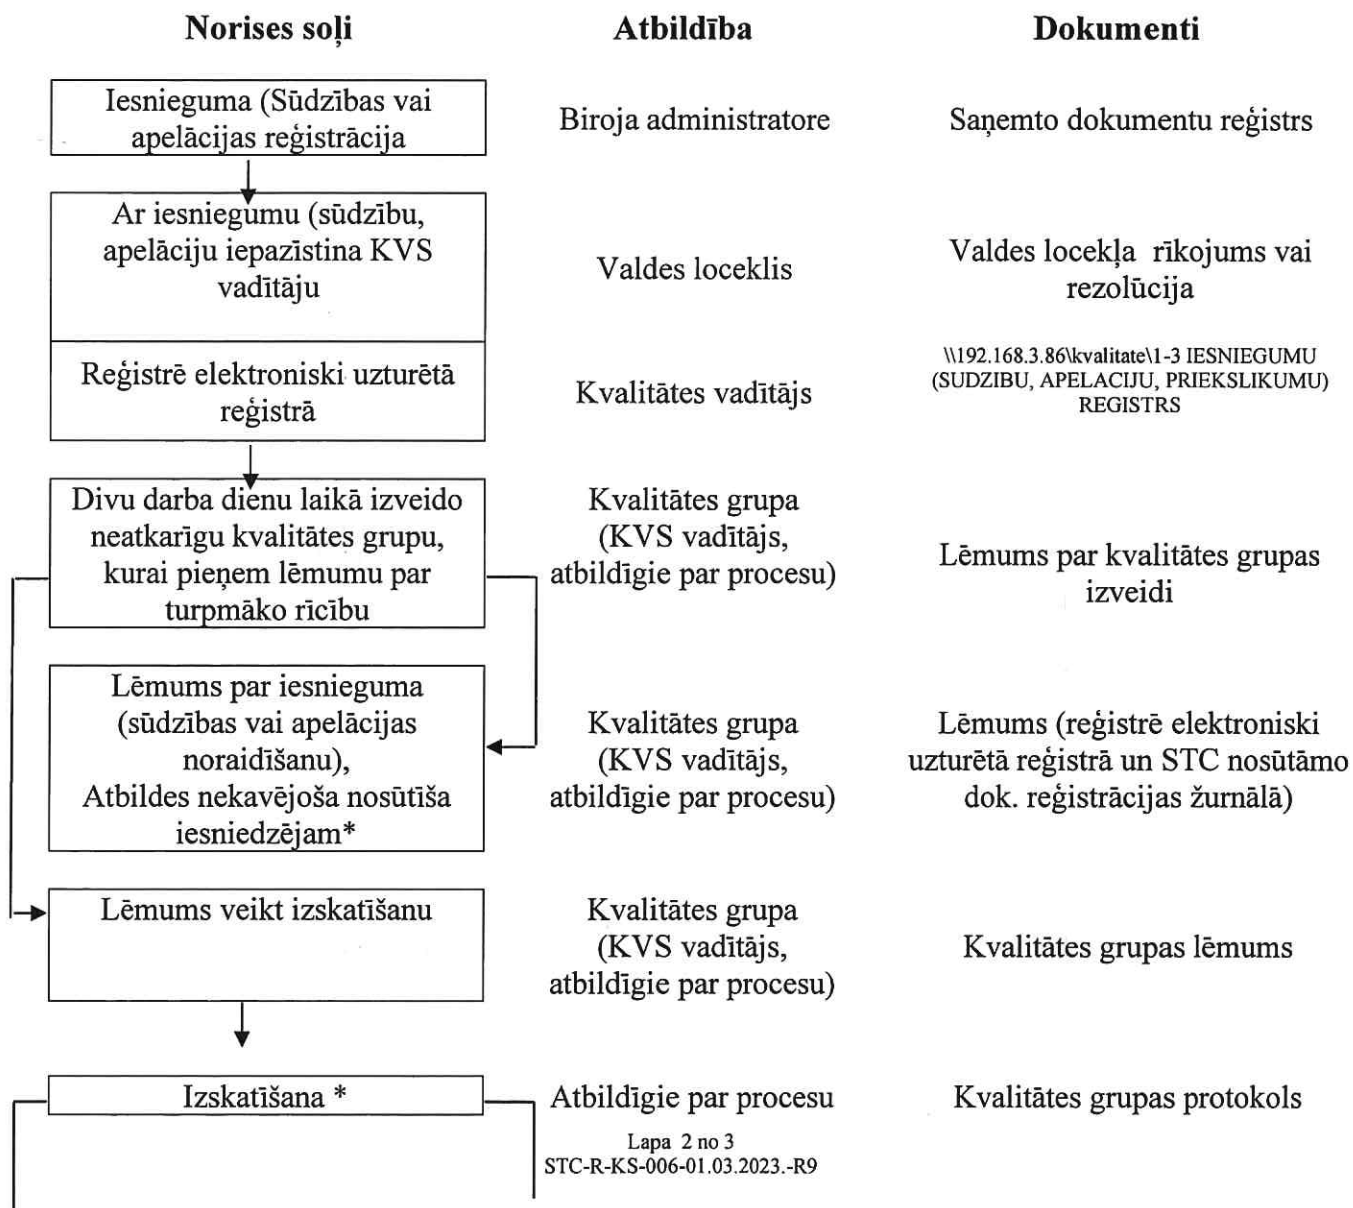 Norises soļi
Atbildība
Dokumenti
Iesnieguma (Sūdzības vai
apelācijas reģistrācija
Biroja administratore
Saņemto dokumentu reģistrs
Ar iesniegumu (sūdzību,
apelāciju iepazīstina KVS
vadītāju
Valdes loceklis
Valdes locekļa rīkojums vai
rezolūcija
Reģistrē elektroniski uzturētā
reģistrā
Kvalitātes vadītājs
\\192.168.3.86\kvalitate\1-3 IESNIEGUMU
(SUDZIBU, APELACIJU, PRIEKSLIKUMU)
REGISTRS
Divu darba dienu laikā izveido
neatkarīgu kvalitātes grupu,
kurai pieņem lēmumu par
turpmāko rīcību
Kvalitātes grupa
(KVS vadītājs,
atbildīgie par procesu)
Lēmums par kvalitātes grupas
izveidi
Lēmums par iesnieguma
(sūdzības vai apelācijas
noraidīšanu),
Atbildes nekavējoša nosūtīša
iesniedzējam*
Kvalitātes grupa
(KVS vadītājs,
atbildīgie par procesu)
Lēmums (reģistrē elektroniski
uzturētā reģistrā un STC nosūtāmo
dok. reģistrācijas žurnālā)
Lēmums veikt izskatīšanu
Kvalitātes grupa
(KVS vadītājs,
atbildīgie par procesu)
Kvalitātes grupas lēmums
Izskatīšana *
Atbildīgie par procesu
Kvalitātes grupas protokols
Lapa 2 no 3
STC-R-KS-006-01.03.2023.-R9